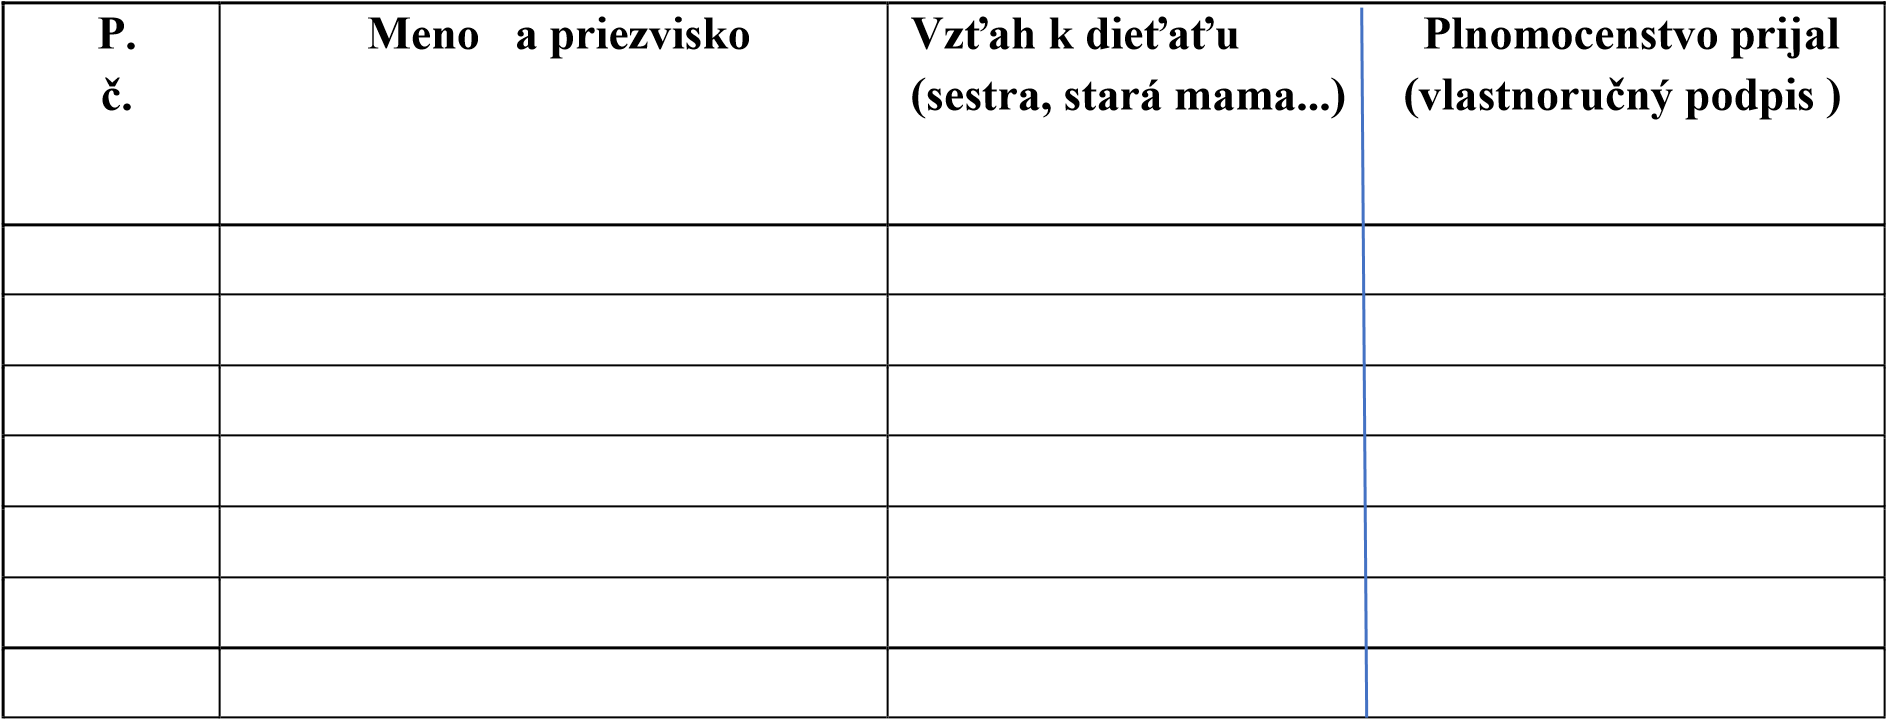 P.
č.
Meno a priezvisko
Vzťah k dieťaťu
(sestra, stará mama...)
Plnomocenstvo prijal
(vlastnoručný podpis )